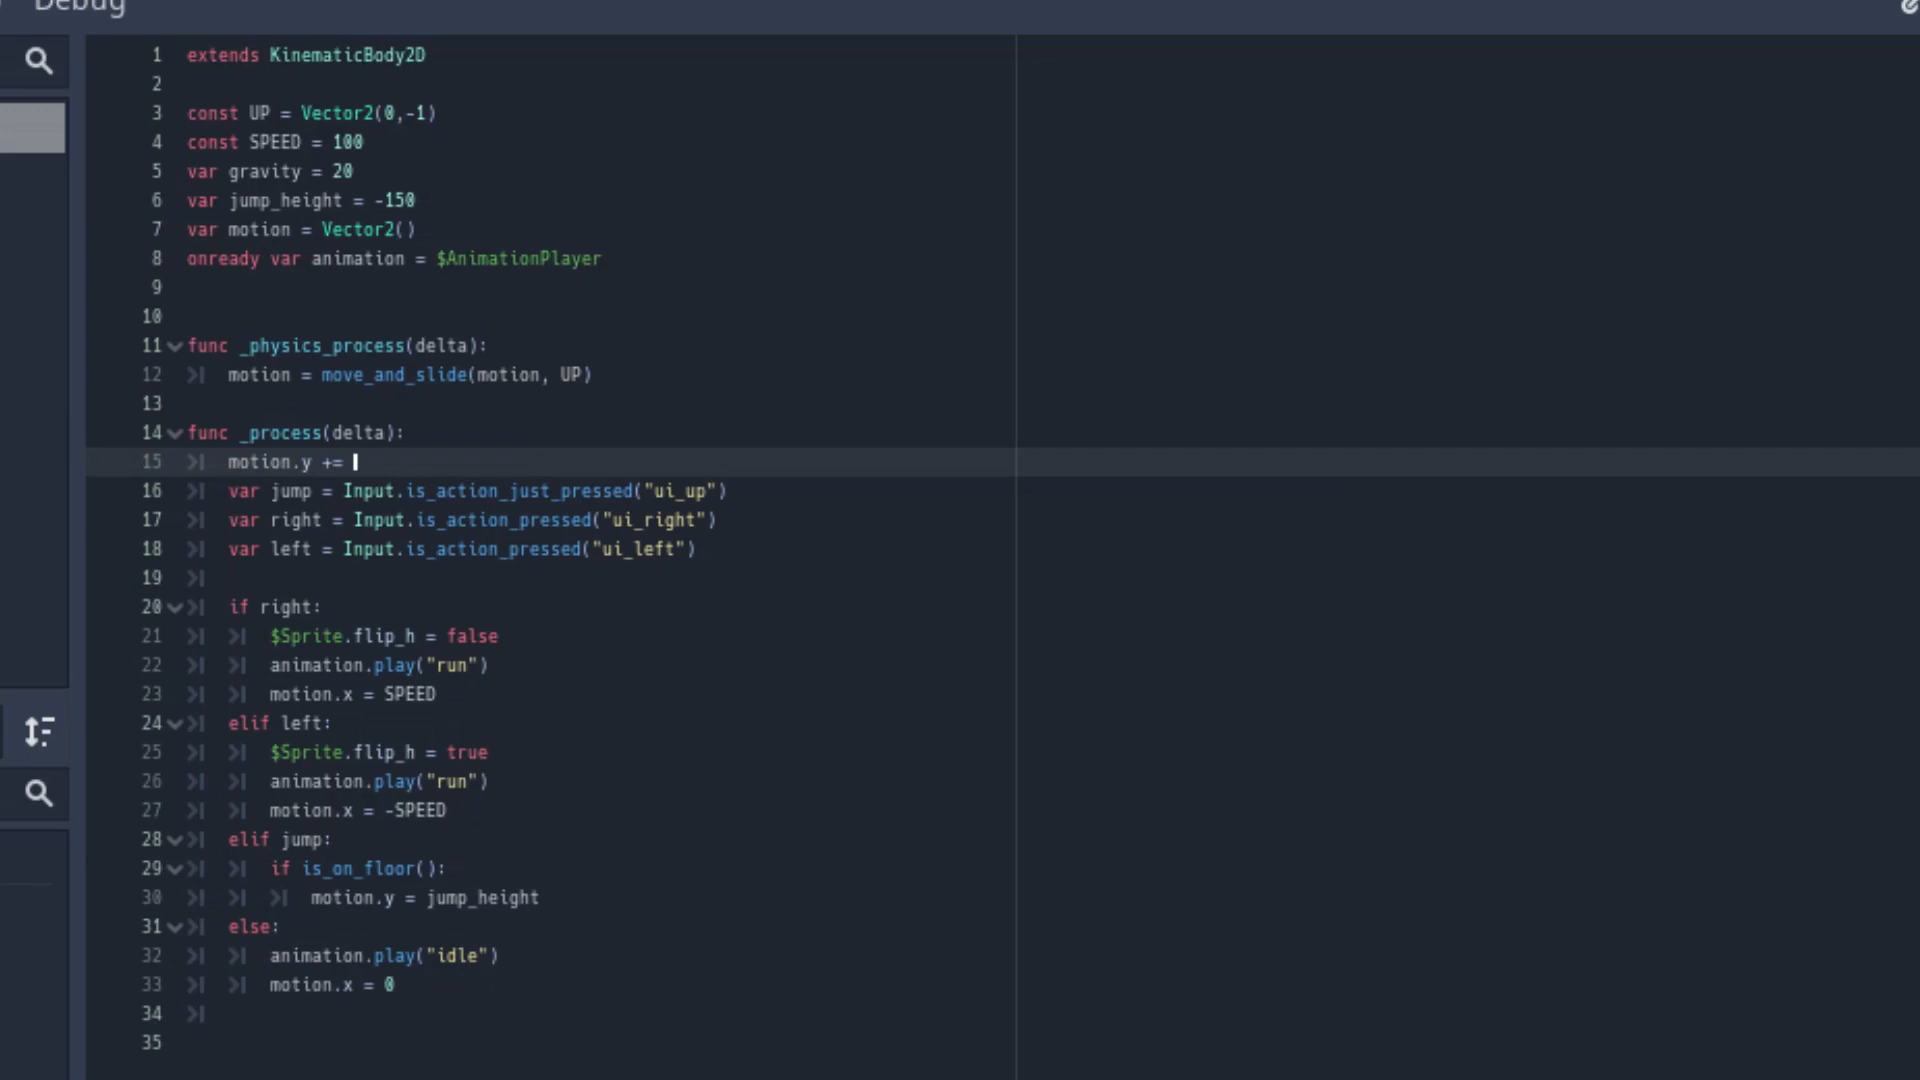 Debug
1 extends KinematicBody2D
2
3 const UP = Vector2(0,-1)
4 const SPEED = 100
5 var gravity = 20
6 var jump_height = -150
7 var motion = Vector2()
8 onready var animation = $AnimationPlayer
9
10
11 func _physics_process(delta):
12 motion = move_and_slide(motion, UP)
13
14 func _process(delta):
15 motion.y +=
16 var jump = Input.is_action_just_pressed("ui_up")
17 var right = Input.is_action_pressed("ui_right")
18 var left = Input.is_action_pressed("ui_left")
19
20 if right:
21 $Sprite.flip_h = false
22 animation.play("run")
23 motion.x = SPEED
24 elif left:
25 $Sprite.flip_h = true
26 animation.play("run")
27 motion.x = -SPEED
28 elif jump:
29 if is_on_floor():
30 motion.y = jump_height
31 else:
32 animation.play("idle")
33 motion.x = 0
34
35